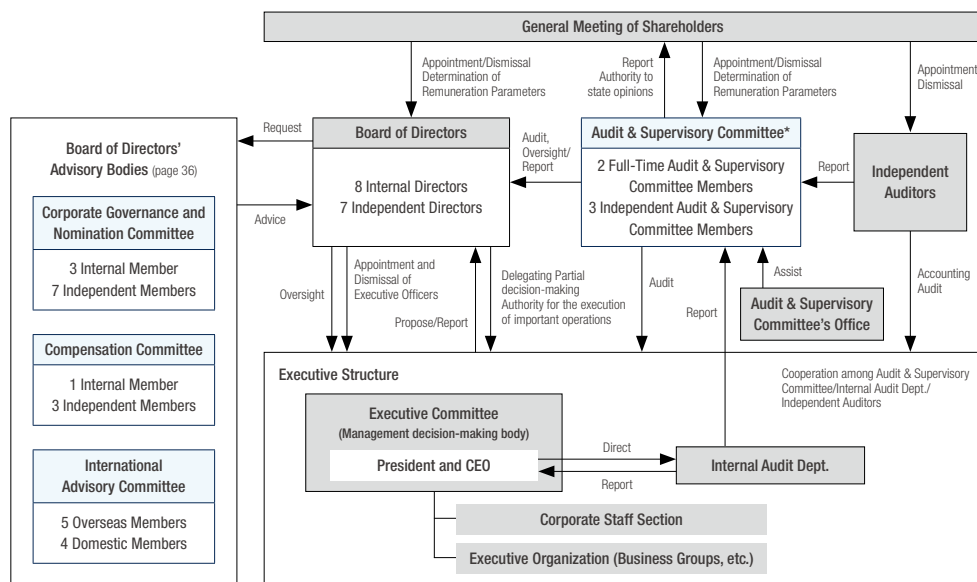 General Meeting of Shareholders
Appointment/Dismissal
Determination of
Remuneration Parameters
Report
Authority to
state opinions
Appointment/Dismissal
Determination of
Remuneration Parameters
Appointment
Dismissal
Board of Directors'
Advisory Bodies (page 36)
Corporate Governance and
Nomination Committee
3 Internal Member
7 Independent Members
Compensation Committee
1 Internal Member
3 Independent Members
International
Advisory Committee
5 Overseas Members
4 Domestic Members
Request
Advice
Board of Directors
8 Internal Directors
7 Independent Directors
Audit,
Oversight/
Report
Audit & Supervisory Committee*
2 Full-Time Audit & Supervisory
Committee Members
3 Independent Audit & Supervisory
Committee Members
Report
Independent
Auditors
Oversight
Appointment and
Dismissal of
Executive Officers
Propose/Report
Delegating Partial
decision-making
Authority for the execution
of important operations
Audit
Report
Assist
Audit & Supervisory
Committee's Office
Accounting
Audit
Executive Structure
Cooperation among Audit & Supervisory
Committee/Internal Audit Dept./
Independent Auditors
Executive Committee
(Management decision-making body)
President and CEO
Direct
Report
Internal Audit Dept.
Corporate Staff Section
Executive Organization (Business Groups, etc.)